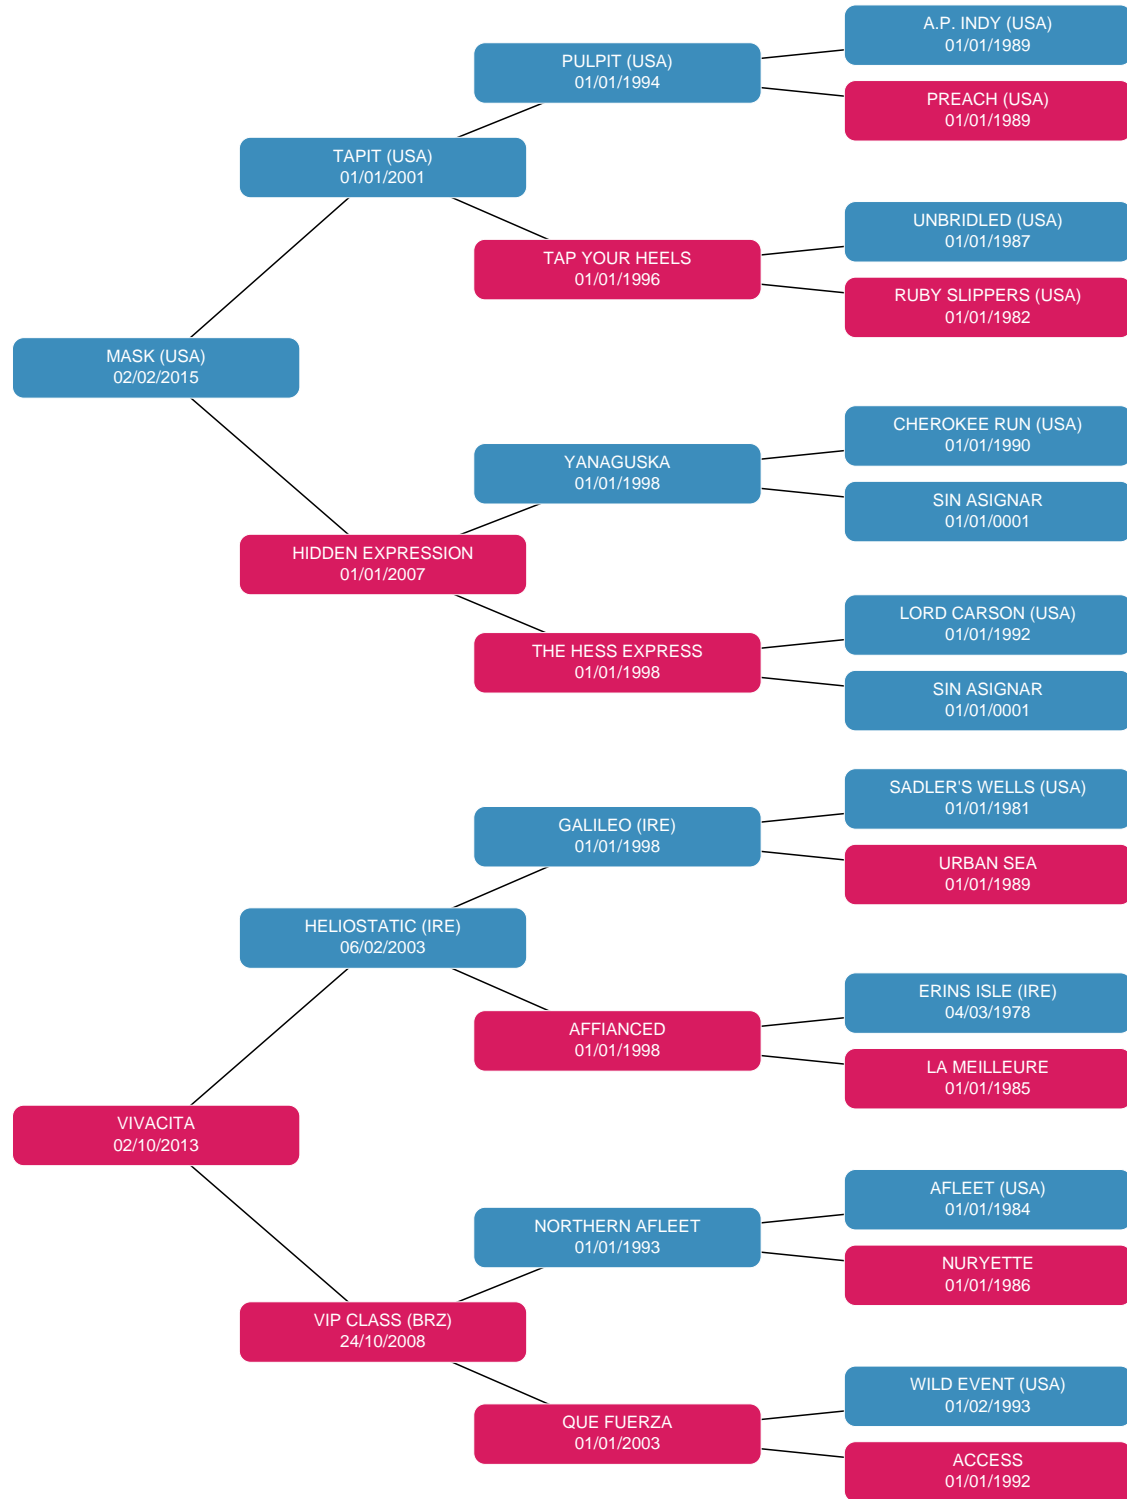 A.P. INDY (USA)
01/01/1989
PULPIT (USA)
01/01/1994
PREACH (USA)
01/01/1989
TAPIT (USA)
01/01/2001
UNBRIDLED (USA)
01/01/1987
TAP YOUR HEELS
01/01/1996
RUBY SLIPPERS (USA)
01/01/1982
MASK (USA)
02/02/2015
CHEROKEE RUN (USA)
01/01/1990
YANAGUSKA
01/01/1998
SIN ASIGNAR
01/01/0001
HIDDEN EXPRESSION
01/01/2007
LORD CARSON (USA)
01/01/1992
THE HESS EXPRESS
01/01/1998
SIN ASIGNAR
01/01/0001
SADLER'S WELLS (USA)
01/01/1981
GALILEO (IRE)
01/01/1998
URBAN SEA
01/01/1989
HELIOSTATIC (IRE)
06/02/2003
ERINS ISLE (IRE)
04/03/1978
AFFIANCED
01/01/1998
LA MEILLEURE
01/01/1985
VIVACITA
02/10/2013
AFLEET (USA)
01/01/1984
NORTHERN AFLEET
01/01/1993
NURYETTE
01/01/1986
VIP CLASS (BRZ)
24/10/2008
WILD EVENT (USA)
01/02/1993
QUE FUERZA
01/01/2003
ACCESS
01/01/1992